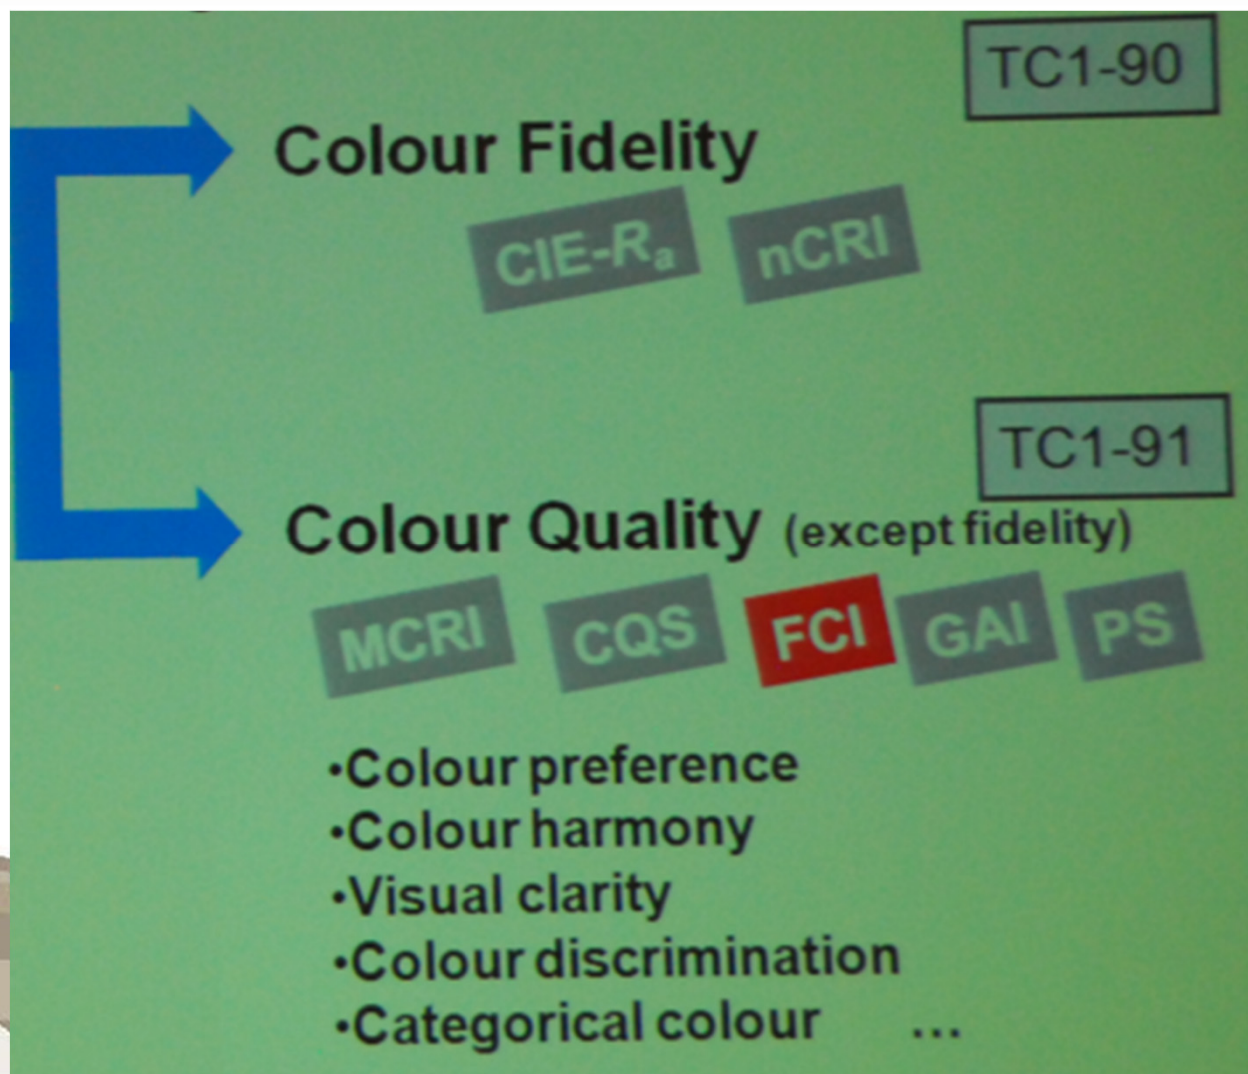 TC1-90
Colour Fidelity
CIE-Ra nCRI
TC1-91
Colour Quality (except fidelity)
MCRI CQS FCI GAI PS
•Colour preference
•Colour harmony
•Visual clarity
•Colour discrimination
•Categorical colour ...